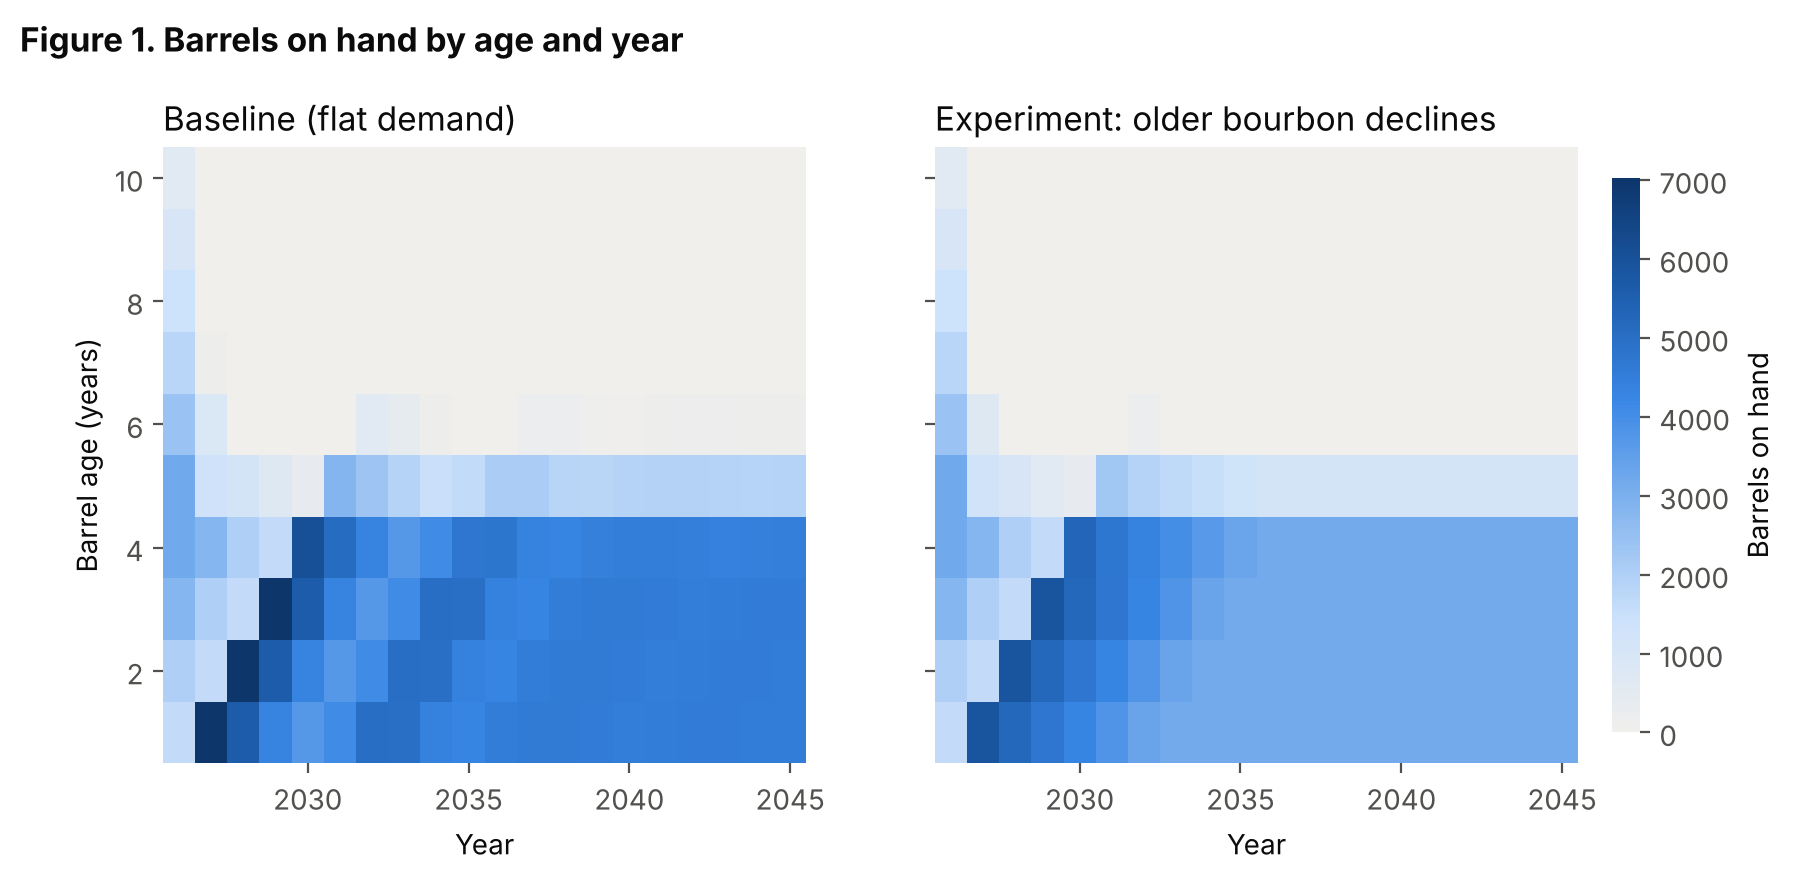 Figure 1. Barrels on hand by age and year
Baseline (flat demand)
Experiment: older bourbon declines
Barrel age (years)
10
8
6
4
2
2030 2035 2040 2045
Year
2030 2035 2040 2045
Year
7000
6000
5000
4000
3000
2000
1000
0
Barrels on hand